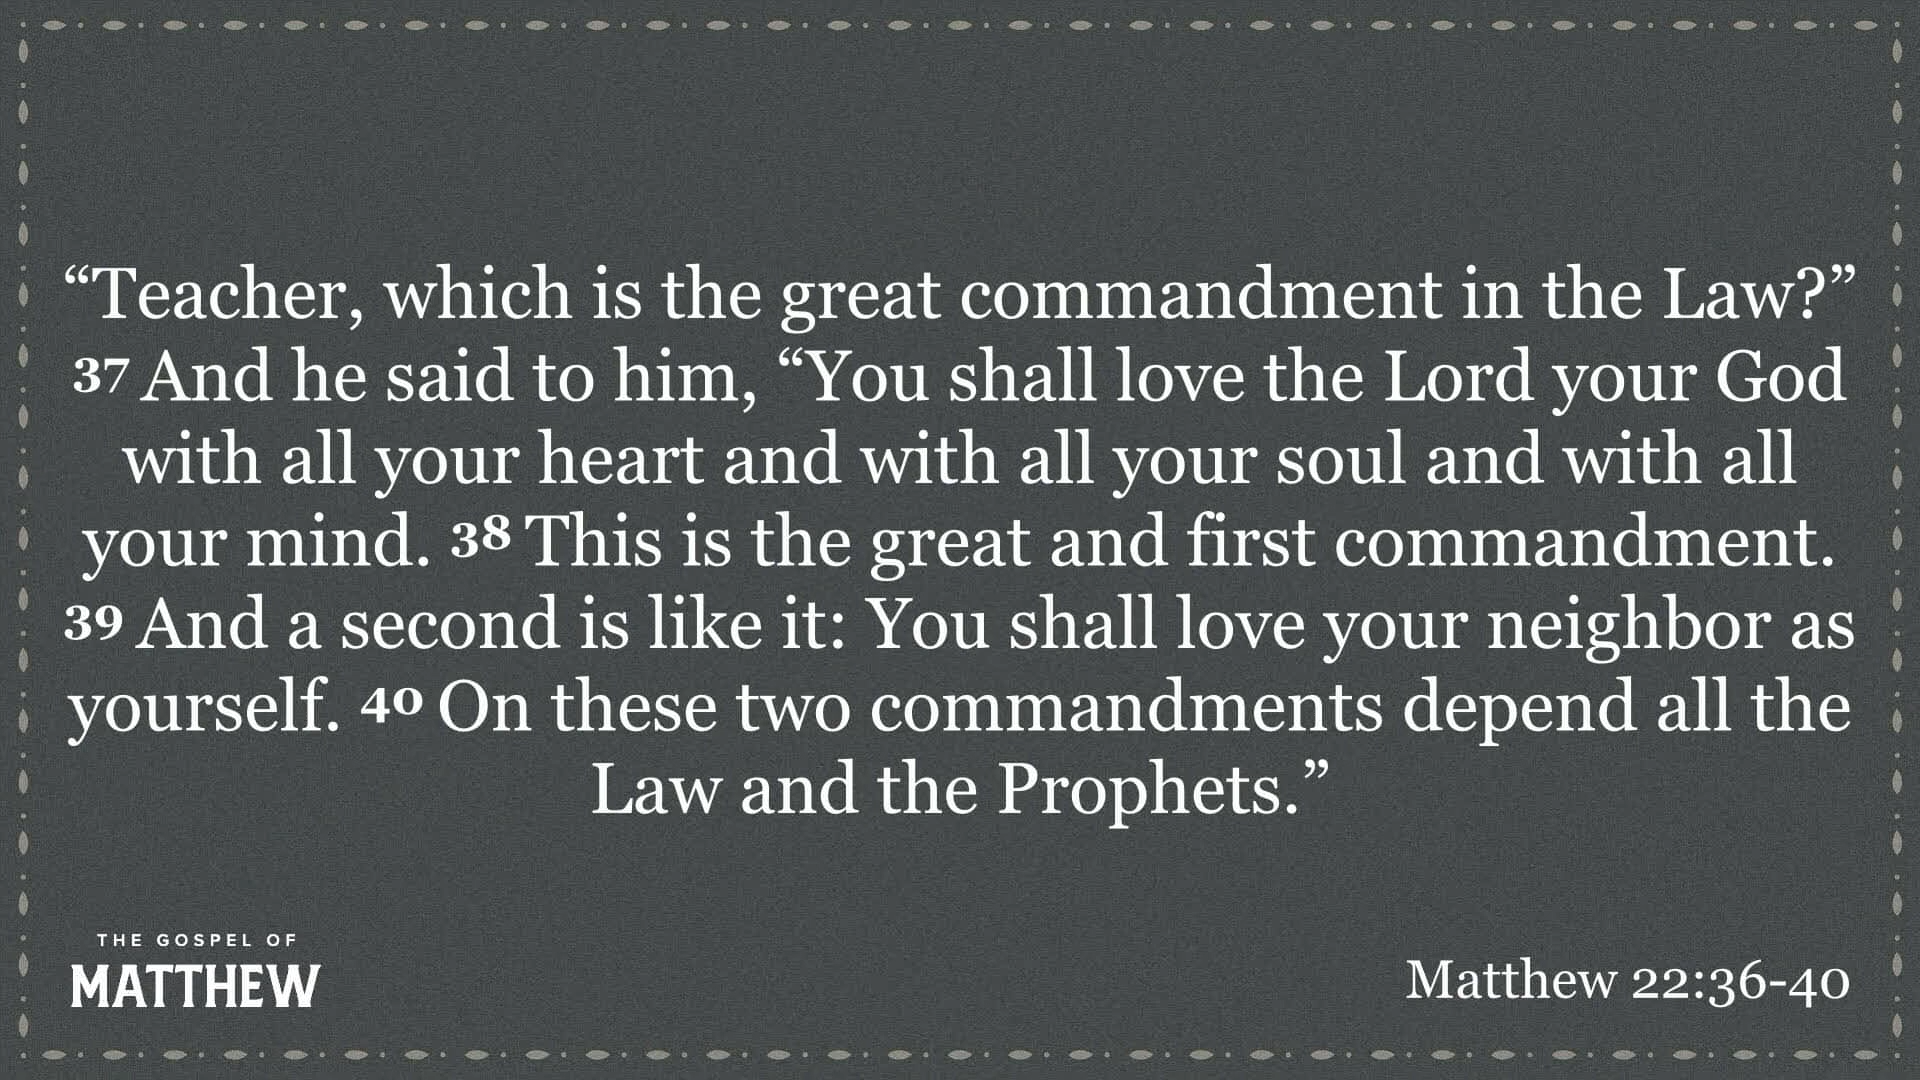 “Teacher, which is the great commandment in the Law?”
37 And he said to him, “You shall love the Lord your God
with all your heart and with all your soul and with all
your mind. 38 This is the great and first commandment.
39 And a second is like it: You shall love your neighbor as
yourself. 40 On these two commandments depend all the
Law and the Prophets.”
THE GOSPEL OF
MATTHEW
Matthew 22:36-40